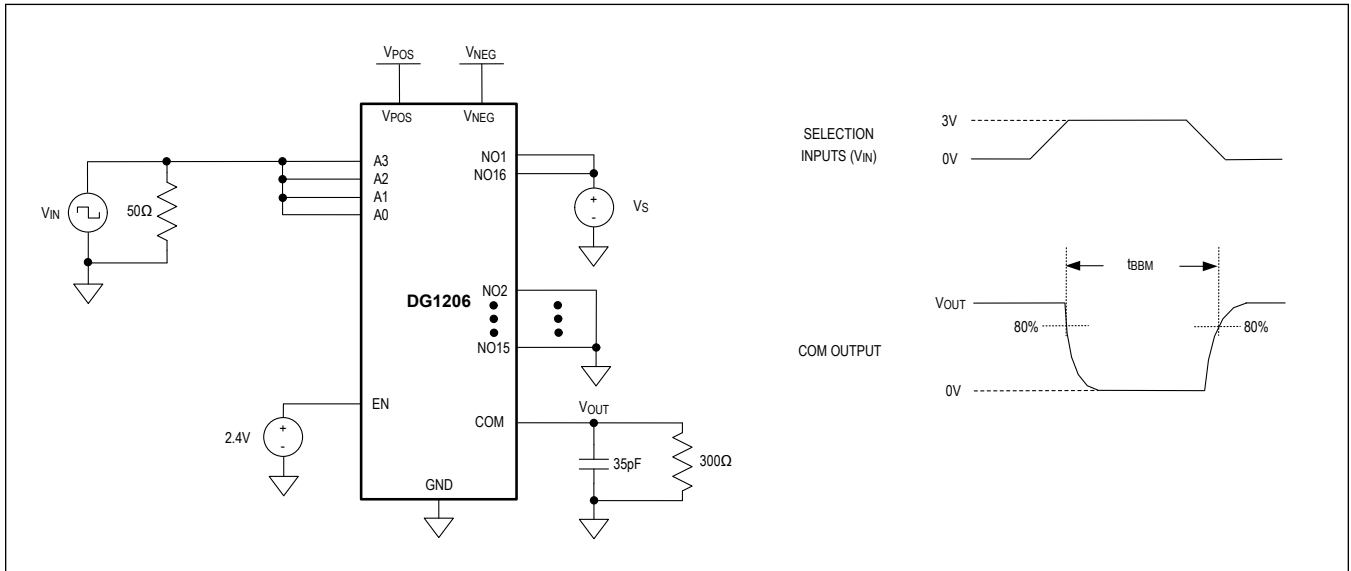 VPOS
VNEG
VPOS
VNEG
A3
A2
A1
A0
NO1
NO16
VIN
50Ω
+
-
VS
DG1206
NO2
NO15
EN
+
-
2.4V
COM
VOUT
35pF
300Ω
GND
SELECTION
INPUTS (VIN)
3V
0V
tBBM
VOUT
80%
80%
COM OUTPUT
0V